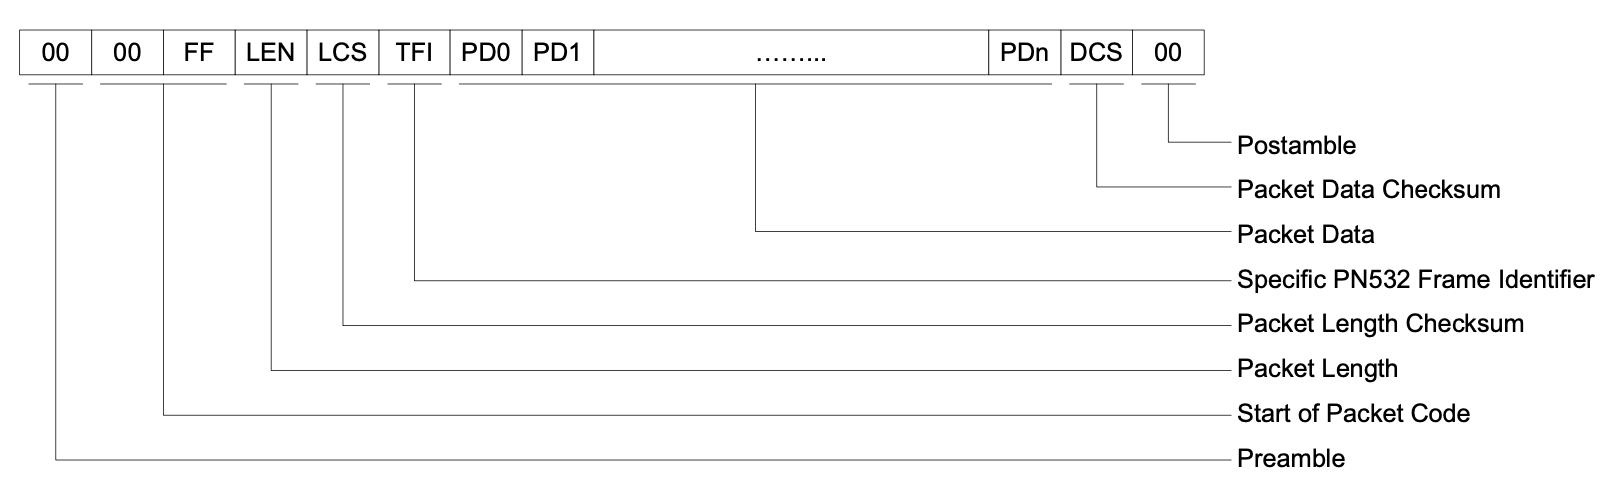 00 00 FF LEN LCS TFI PD0 PD1 ……... PDn DCS 00
Postamble
Packet Data Checksum
Packet Data
Specific PN532 Frame Identifier
Packet Length Checksum
Packet Length
Start of Packet Code
Preamble